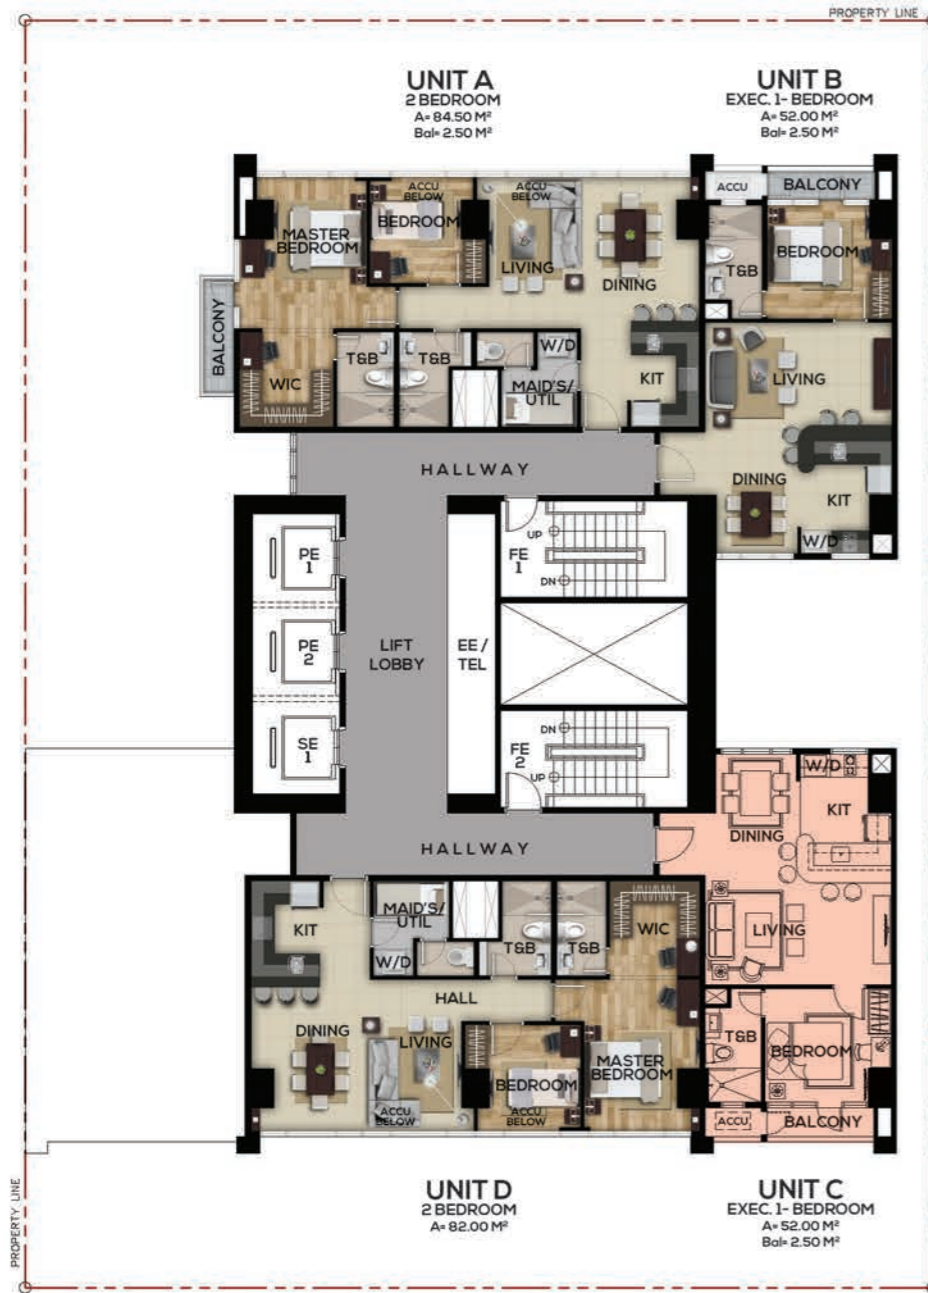 PROPERTY LINE
UNIT A
2 BEDROOM
A= 84.50 M²
Bal= 2.50 M²
UNIT B
EXEC. 1- BEDROOM
A= 52.00 M²
Bal= 2.50 M²
ACCU
BALCONY
ACCU
BELOW
BEDROOM
ACCU
BELOW
MASTER
BEDROOM
LIVING
DINING
T&B
BEDROOM
BALCONY
WIC
T&B
T&B
W/D
MAID'S/
UTIL
KIT
LIVING
HALLWAY
DINING
KIT
W/D
PE
1
FE
1
UP
DN
PE
2
LIFT
LOBBY
EE /
TEL
SE
1
FE
2
DN
UP
W/D
KIT
DINING
HALLWAY
KIT
MAID'S/
UTIL
W/D
T&B
T&B
WIC
LIVING
HALL
DINING
LIVING
BEDROOM
ACCU
BELOW
ACCU
BELOW
MASTER
BEDROOM
T&B
BEDROOM
ACCU
BALCONY
UNIT D
2 BEDROOM
A= 82.00 M²
UNIT C
EXEC. 1- BEDROOM
A= 52.00 M²
Bal= 2.50 M²
PROPERTY LINE